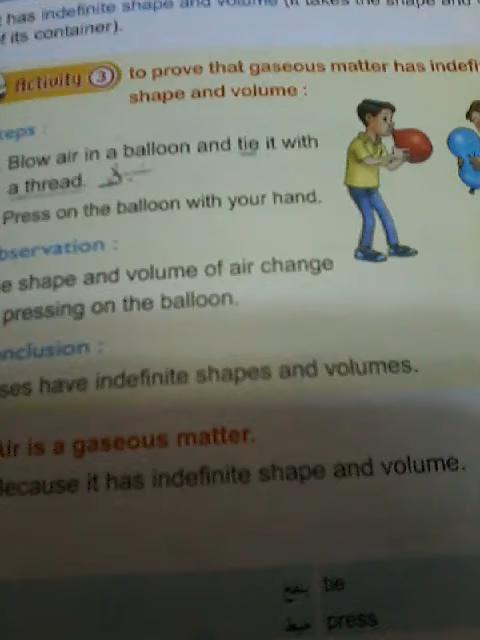 has indefinite shape and volume (it takes the shape and
of its container).
Activity 3 to prove that gaseous matter has indefi
shape and volume :
teps :
Blow air in a balloon and tie it with
a thread.
Press on the balloon with your hand.
bservation :
e shape and volume of air change
pressing on the balloon.
onclusion :
ses have indefinite shapes and volumes.
Air is a gaseous matter.
Because it has indefinite shape and volume.
tie
press